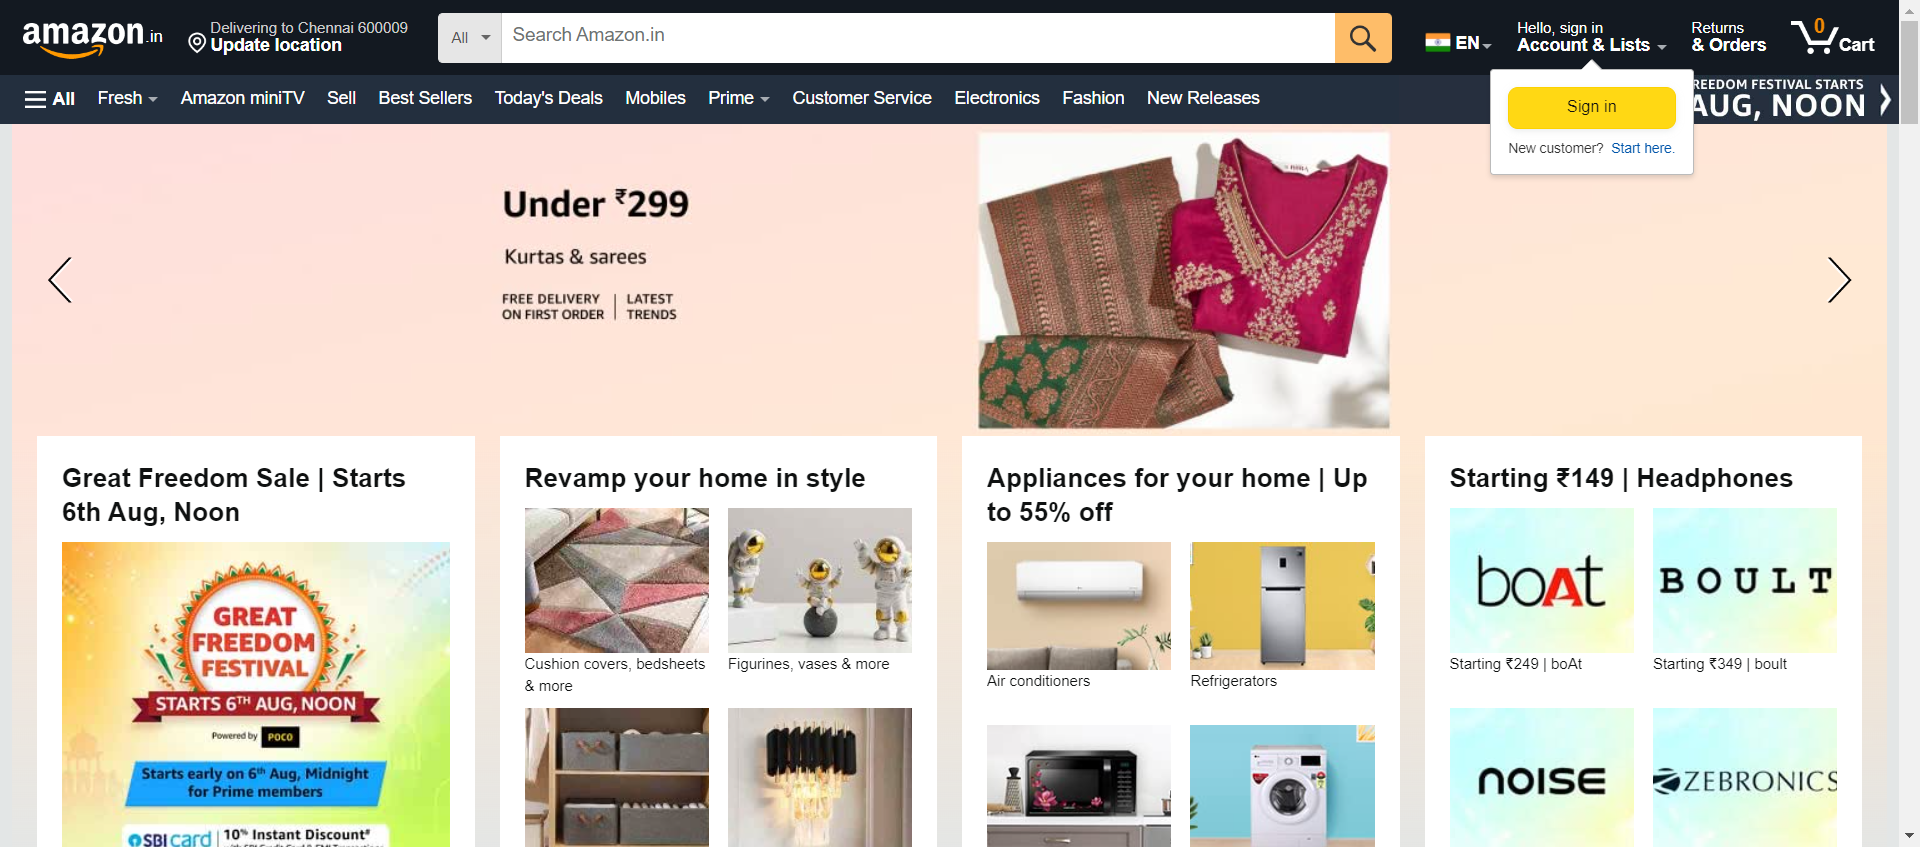 amazon.in
Delivering to Chennai 600009
Update location
All
Search Amazon.in
EN
Hello, sign in
Account & Lists
Returns
& Orders
0
Cart
All
Fresh
Amazon miniTV
Sell
Best Sellers
Today's Deals
Mobiles
Prime
Customer Service
Electronics
Fashion
New Releases
FREEDOM FESTIVAL STARTS
AUG, NOON
Sign in
New customer? Start here.
Under ₹299
Kurtas & sarees
FREE DELIVERY
ON FIRST ORDER
LATEST
TRENDS
Great Freedom Sale | Starts
6th Aug, Noon
GREAT
FREEDOM
FESTIVAL
STARTS 6TH AUG, NOON
Powered by POCO
Starts early on 6th Aug, Midnight
for Prime members
SBI card
10% Instant Discount#
Revamp your home in style
Cushion covers, bedsheets
& more
Figurines, vases & more
Appliances for your home | Up
to 55% off
Air conditioners
Refrigerators
Starting ₹149 | Headphones
boAt
BOULT
Starting ₹249 | boAt
Starting ₹349 | boult
noise
ZEBRONICS